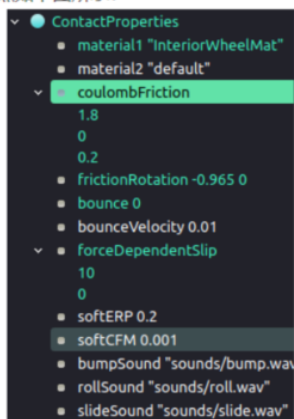 ContactProperties
material1 "InteriorWheelMat"
material2 "default"
coulombFriction
1.8
0
0.2
frictionRotation -0.965 0
bounce 0
bounceVelocity 0.01
forceDependentSlip
10
0
softERP 0.2
softCFM 0.001
bumpSound "sounds/bump.wav
rollSound "sounds/roll.wav"
slideSound "sounds/slide.wav"